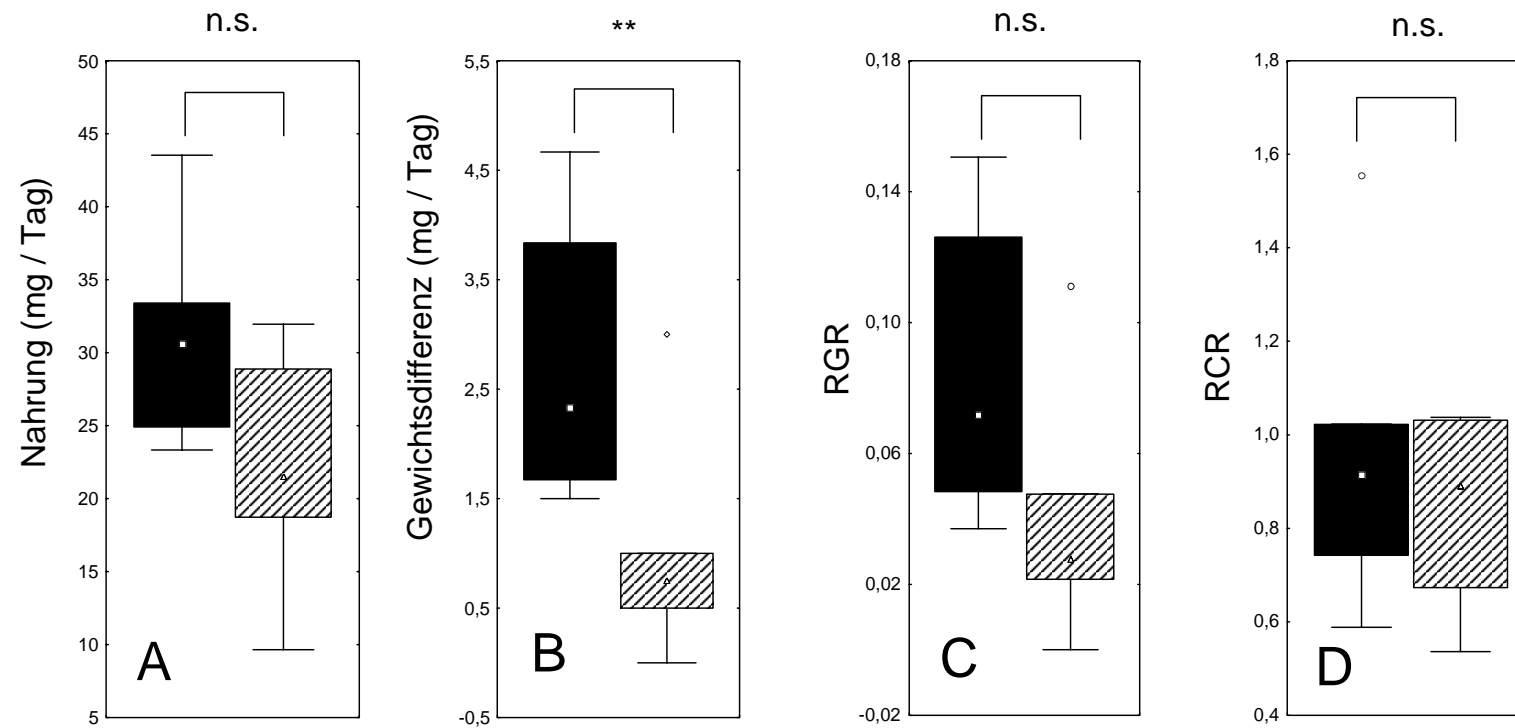 n.s.
**
n.s.
n.s.
Nahrung (mg / Tag)
50
45
40
35
30
25
20
15
10
5
A
Gewichtsdifferenz (mg / Tag)
5,5
4,5
3,5
2,5
1,5
0,5
-0,5
B
RGR
0,18
0,14
0,10
0,06
0,02
-0,02
C
RCR
1,8
1,6
1,4
1,2
1,0
0,8
0,6
0,4
D